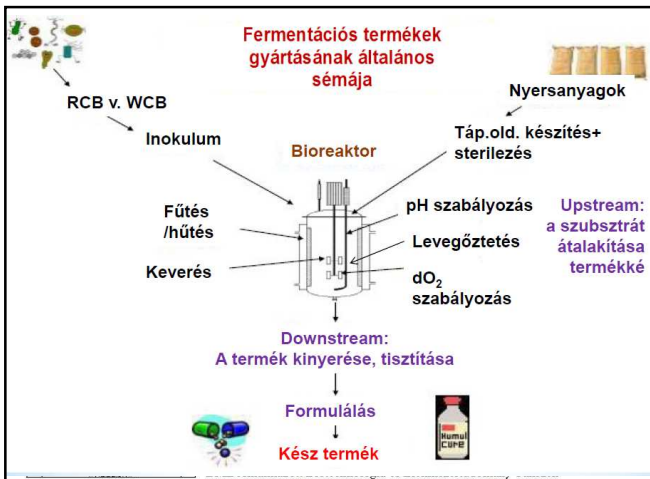 Fermentációs termékek
gyártásának általános
sémája
RCB v. WCB
Inokulum
Nyersanyagok
Táp.old. készítés+
sterilezés
Bioreaktor
Fűtés
/hűtés
Keverés
pH szabályozás
Levegőztetés
dO₂
szabályozás
Upstream:
a szubsztrát
átalakítása
termékké
Downstream:
A termék kinyerése, tisztítása
Formulálás
Kész termék
Humul
Cure